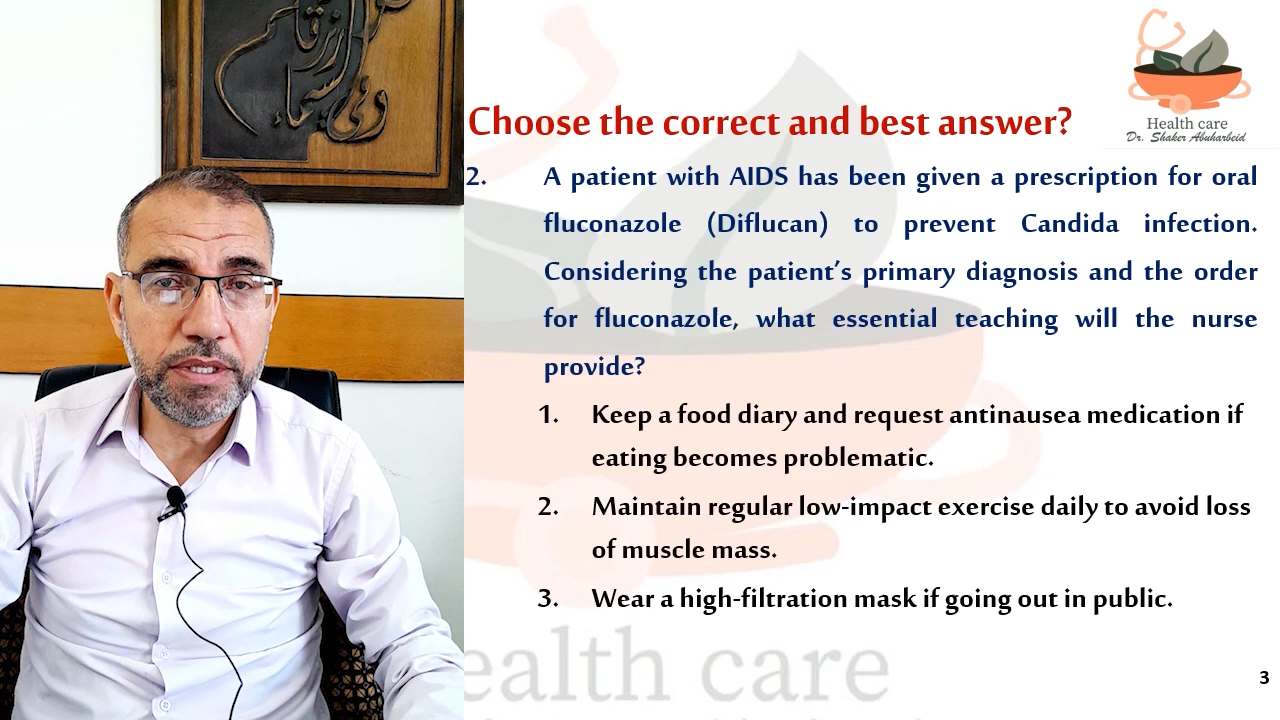 Choose the correct and best answer?
Health care
Dr. Shaker Abuharbeid
2. A patient with AIDS has been given a prescription for oral
fluconazole (Diflucan) to prevent Candida infection.
Considering the patient's primary diagnosis and the order
for fluconazole, what essential teaching will the nurse
provide?
1. Keep a food diary and request antinausea medication if
eating becomes problematic.
2. Maintain regular low-impact exercise daily to avoid loss
of muscle mass.
3. Wear a high-filtration mask if going out in public.
ealth care
3